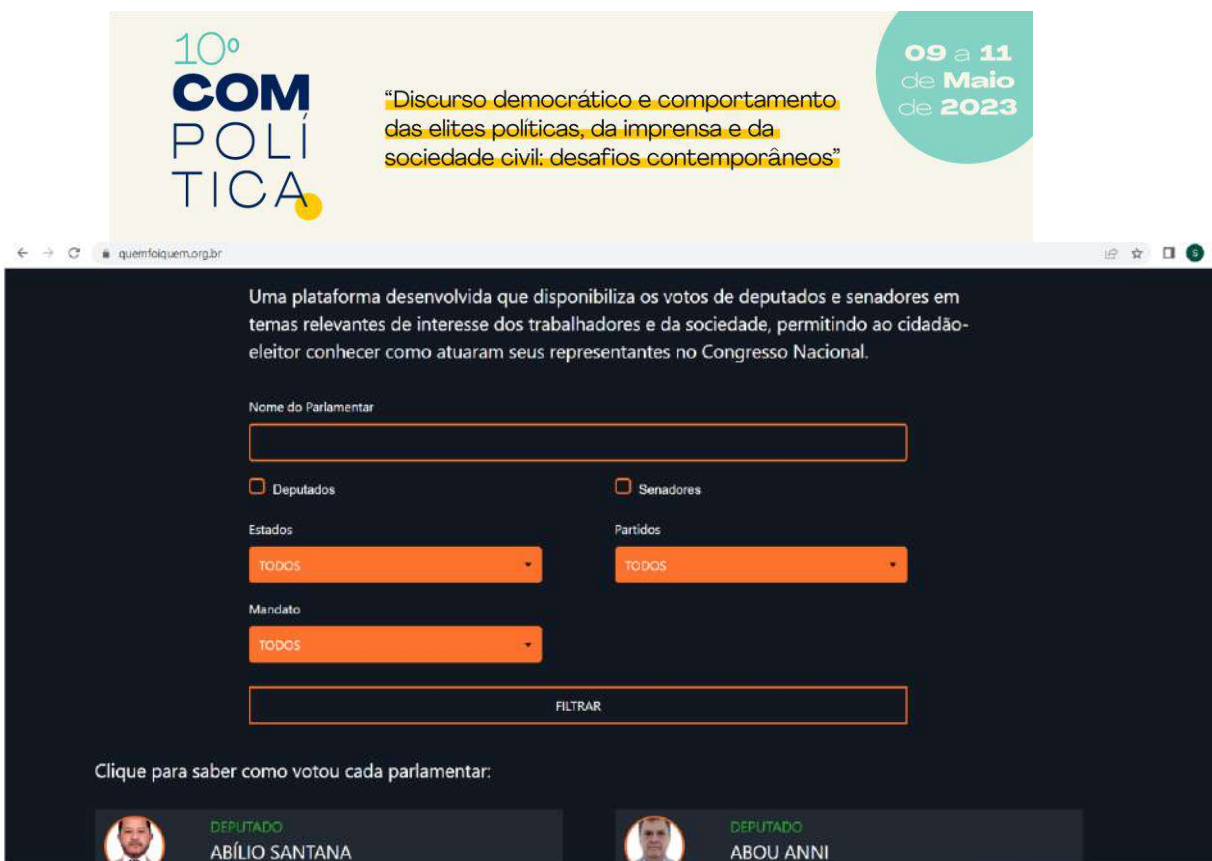 10º
COM
POLÍ
TICA
“Discurso democrático e comportamento
das elites políticas, da imprensa e da
sociedade civil: desafios contemporâneos”
09 a 11
de Maio
de 2023
quemfoiquem.org.br
S
Uma plataforma desenvolvida que disponibiliza os votos de deputados e senadores em
temas relevantes de interesse dos trabalhadores e da sociedade, permitindo ao cidadão-
eleitor conhecer como atuaram seus representantes no Congresso Nacional.
Nome do Parlamentar
Deputados
Senadores
Estados
Partidos
TODOS
TODOS
Mandato
TODOS
FILTRAR
Clique para saber como votou cada parlamentar:
DEPUTADO
ABÍLIO SANTANA
DEPUTADO
ABOU ANNI